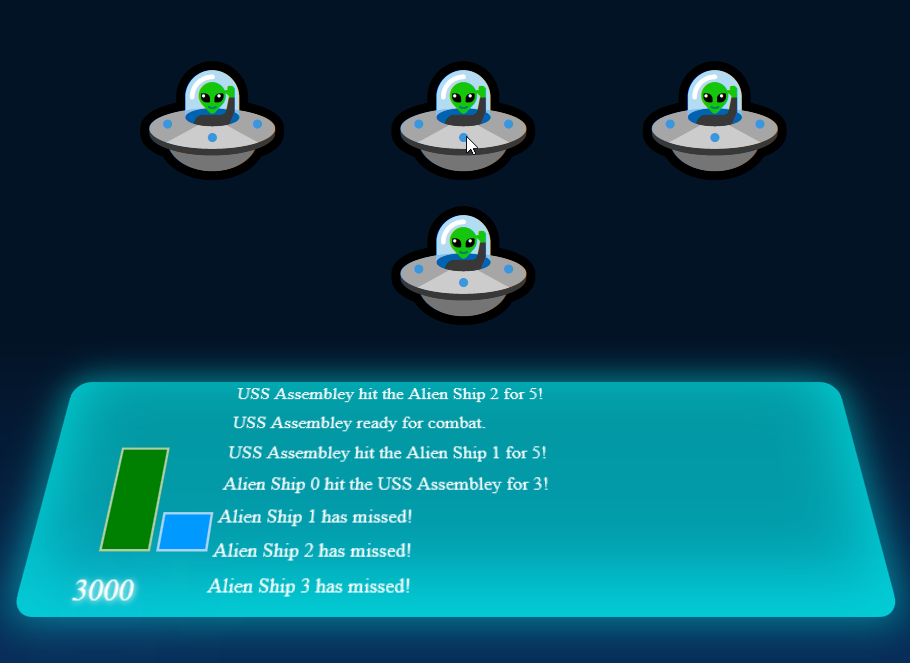 USS Assembley hit the Alien Ship 2 for 5!
USS Assembley ready for combat.
USS Assembley hit the Alien Ship 1 for 5!
Alien Ship 0 hit the USS Assembley for 3!
Alien Ship 1 has missed!
Alien Ship 2 has missed!
Alien Ship 3 has missed!
3000